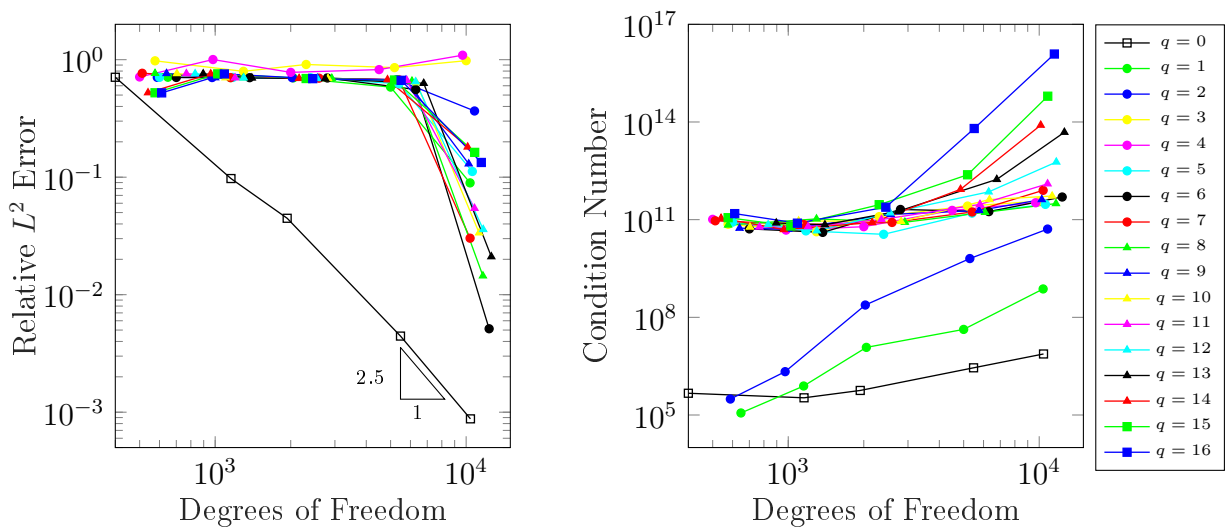 10^0
10^{-1}
10^{-2}
10^{-3}
10^3
10^4
Relative L^2 Error
Degrees of Freedom
2.5
1
10^{17}
10^{14}
10^{11}
10^8
10^5
10^3
10^4
Condition Number
Degrees of Freedom
q = 0
q = 1
q = 2
q = 3
q = 4
q = 5
q = 6
q = 7
q = 8
q = 9
q = 10
q = 11
q = 12
q = 13
q = 14
q = 15
q = 16